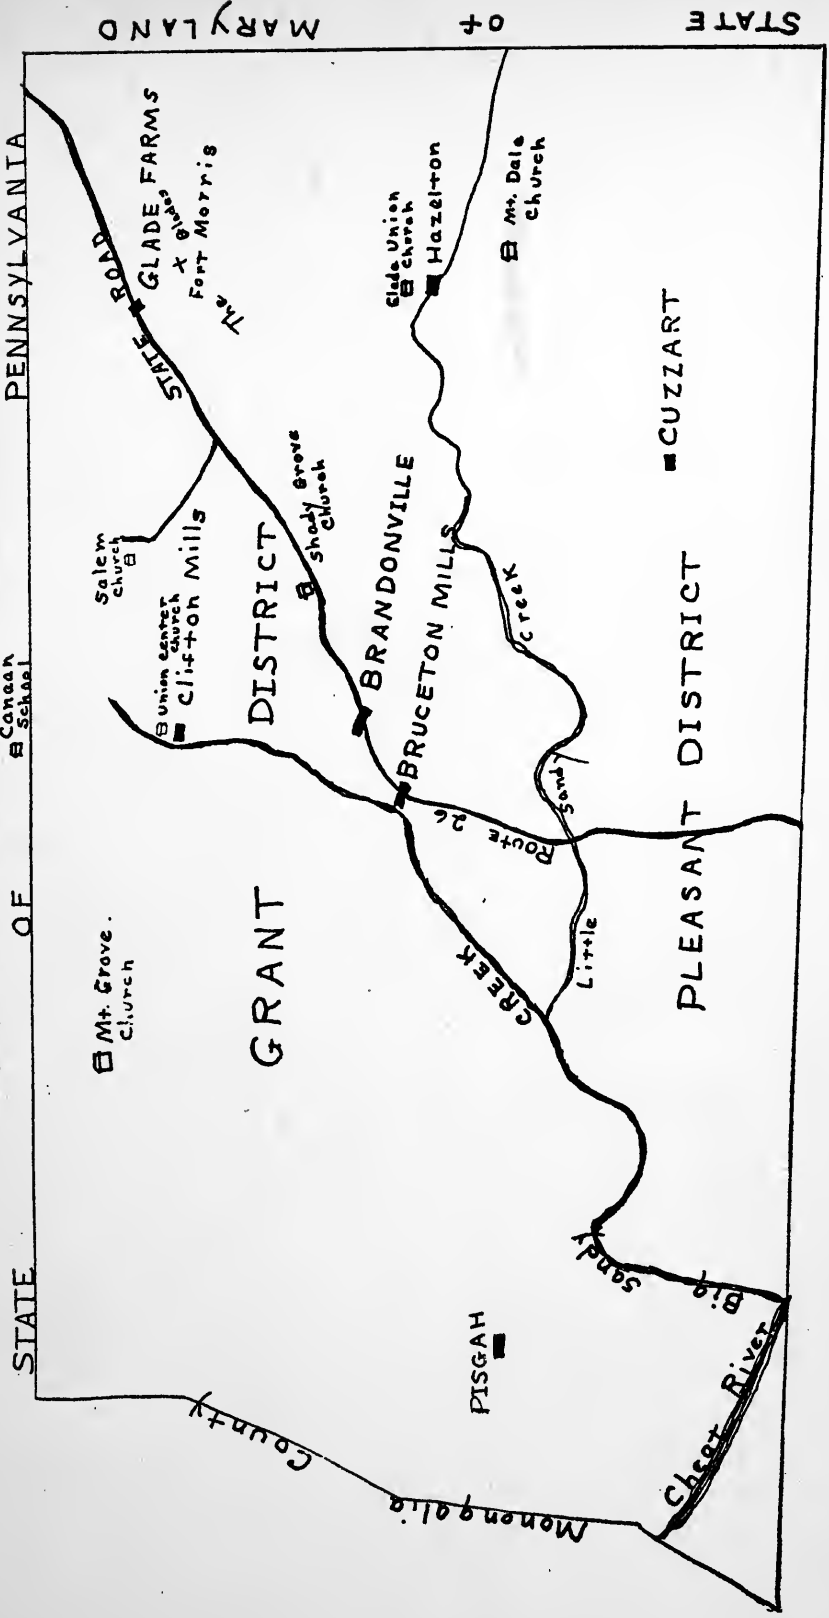 STATE OF PENNSYLVANIA
STATE OF MARYLAND
Canaan
School
Mt. Grove.
Church
Salem
Church
Union Center
Church
Clifton Mills
STATE ROAD
GLADE FARMS
X Blades
Fort Morris
The
GRANT DISTRICT
Shady Grove
Church
BRANDONVILLE
BRUCETON MILLS
Glade Union
Church
Hazelton
Mt. Dale
Church
CUZZART
PLEASANT DISTRICT
Route 26
Little Sandy Creek
Big Sandy CREEK
PISGAH
Cheat River
Monongalia County